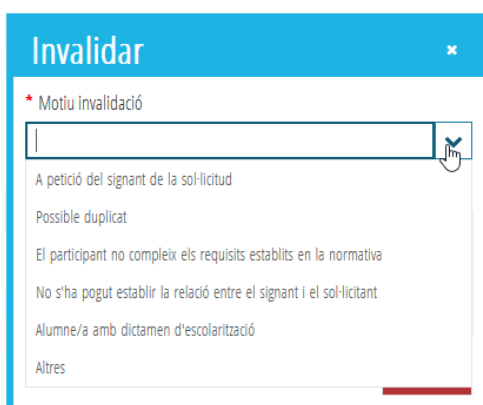 Invalidar
* Motiu invalidació
A petició del signant de la sol·licitud
Possible duplicat
El participant no compleix els requisits establits en la normativa
No s'ha pogut establir la relació entre el signant i el sol·licitant
Alumne/a amb dictamen d'escolarització
Altres